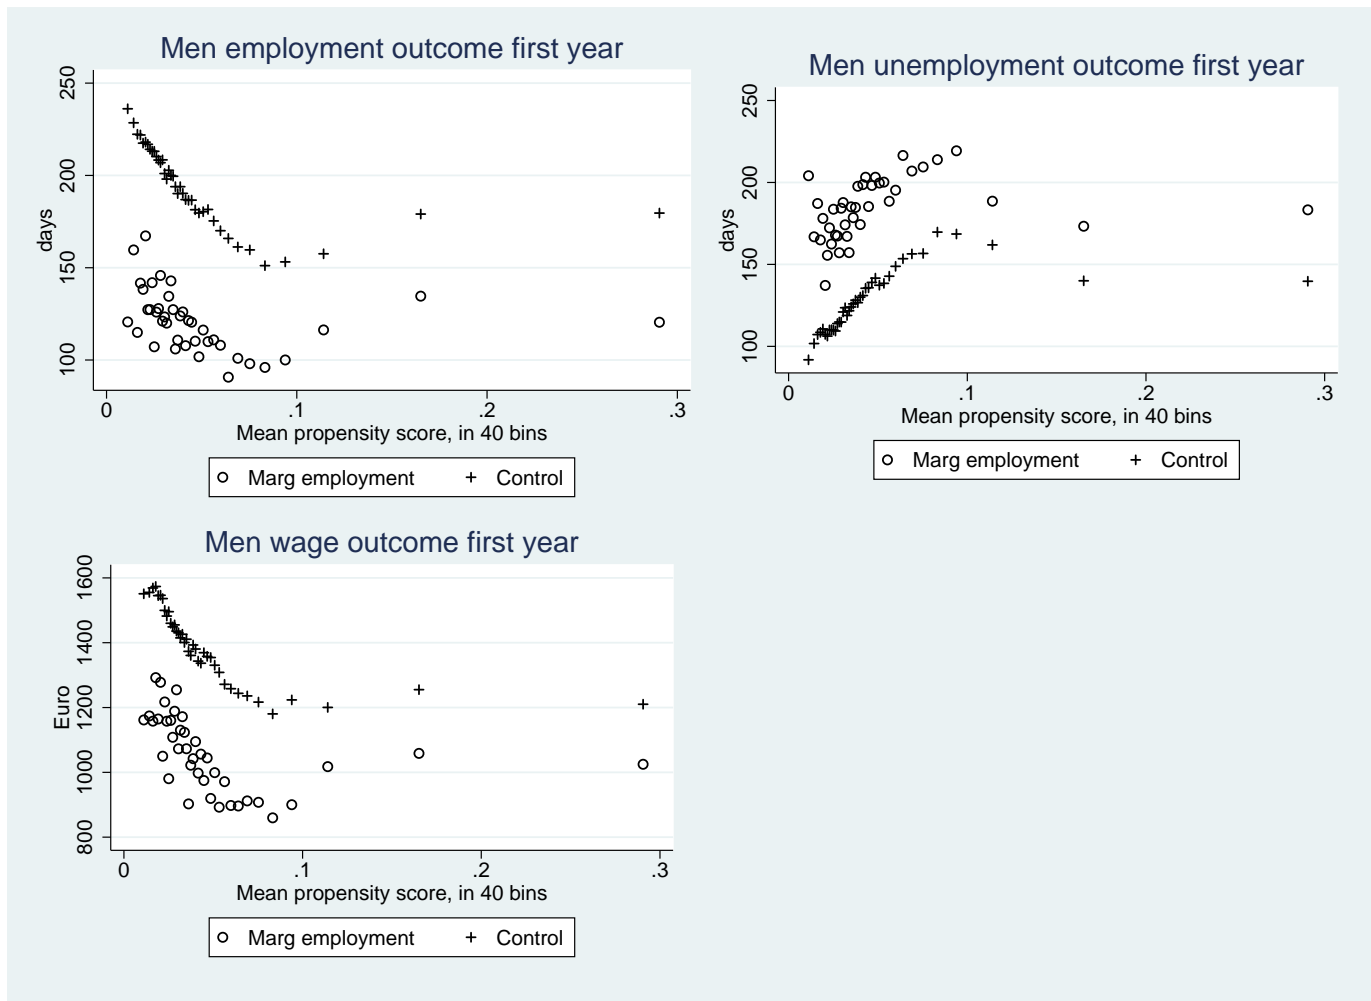 Men employment outcome first year
250
200
150
100
days
0 .1 .2 .3
Mean propensity score, in 40 bins
Marg employment Control
Men unemployment outcome first year
250
200
150
100
days
0 .1 .2 .3
Mean propensity score, in 40 bins
Marg employment Control
Men wage outcome first year
1600
1400
1200
1000
800
Euro
0 .1 .2 .3
Mean propensity score, in 40 bins
Marg employment Control